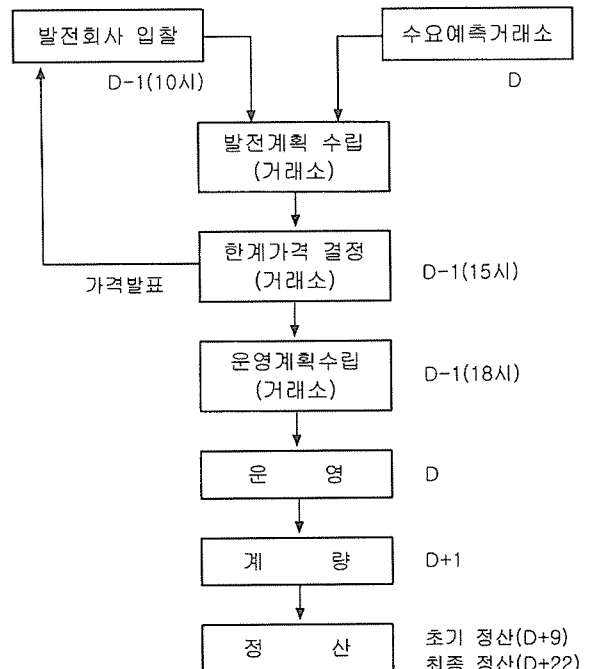 발전회사 입찰
수요예측거래소
D-1(10시)
D
발전계획 수립
(거래소)
한계가격 결정
(거래소)
D-1(15시)
가격발표
운영계획수립
(거래소)
D-1(18시)
운 영
D
계 량
D+1
정 산
초기 정산(D+9)
최종 정산(D+22)